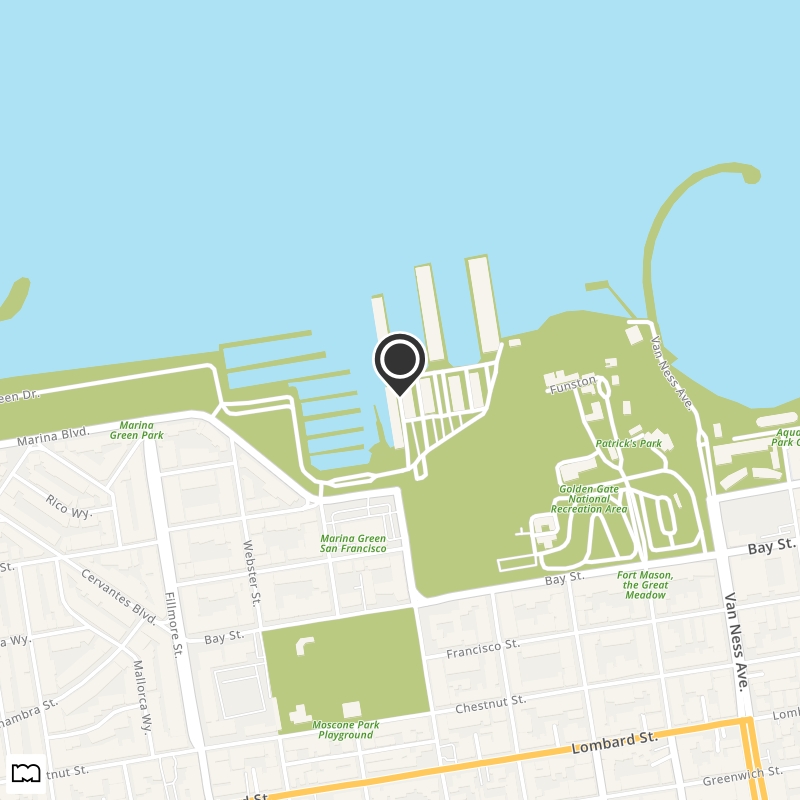 Van Ness Ave.
Funston
een Dr.
Marina
Green Park
Marina Blvd.
Patrick's Park
Aqua
Park C
Golden Gate
National
Recreation Area
Rico Wy.
Marina Green
San Francisco
Bay St.
St.
Webster St.
Cervantes Blvd.
Fillmore St.
Bay St.
Fort Mason,
the Great
Meadow
Van Ness Ave.
a Wy.
Bay St.
Francisco St.
Mallorca Wy.
hambra St.
Chestnut St.
Moscone Park
Playground
Lomb
Lombard St.
tnut St.
Greenwich St.
d St.